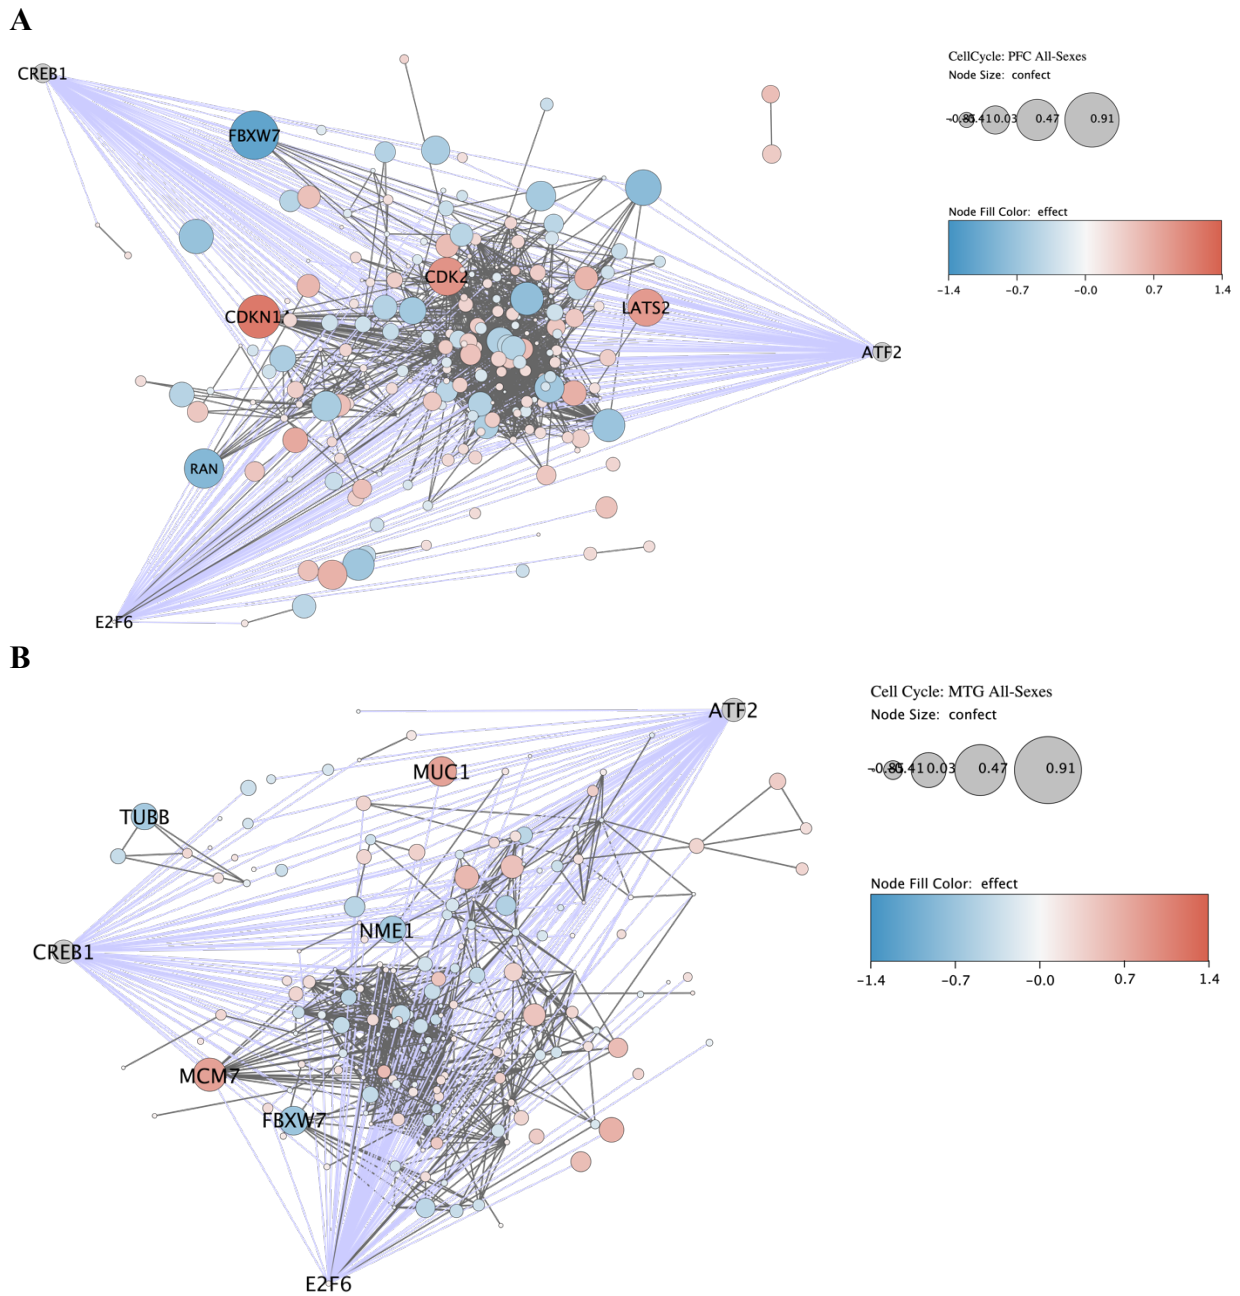 A
CREB1
FBXW7
CDK2
CDKN1A
LATS2
ATF2
RAN
E2F6
CellCycle: PFC All-Sexes
Node Size: confect
0.03 0.47 0.91
Node Fill Color: effect
-1.4 -0.7 -0.0 0.7 1.4
B
ATF2
MUC1
TUBB
NME1
CREB1
MCM7
FBXW7
E2F6
Cell Cycle: MTG All-Sexes
Node Size: confect
0.03 0.47 0.91
Node Fill Color: effect
-1.4 -0.7 -0.0 0.7 1.4